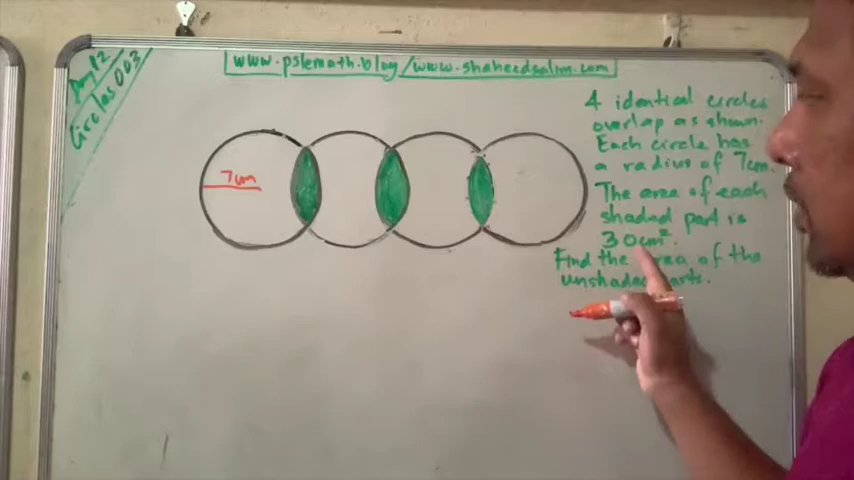 Day 12
Circles 003
www.pslemath.blog/www.shaheedsalim.com
7cm
4 identical circles
overlap as shown.
Each circle has
a radius of 7cm.
The area of each
shaded part is
30cm²
Find the area of the
unshaded parts.